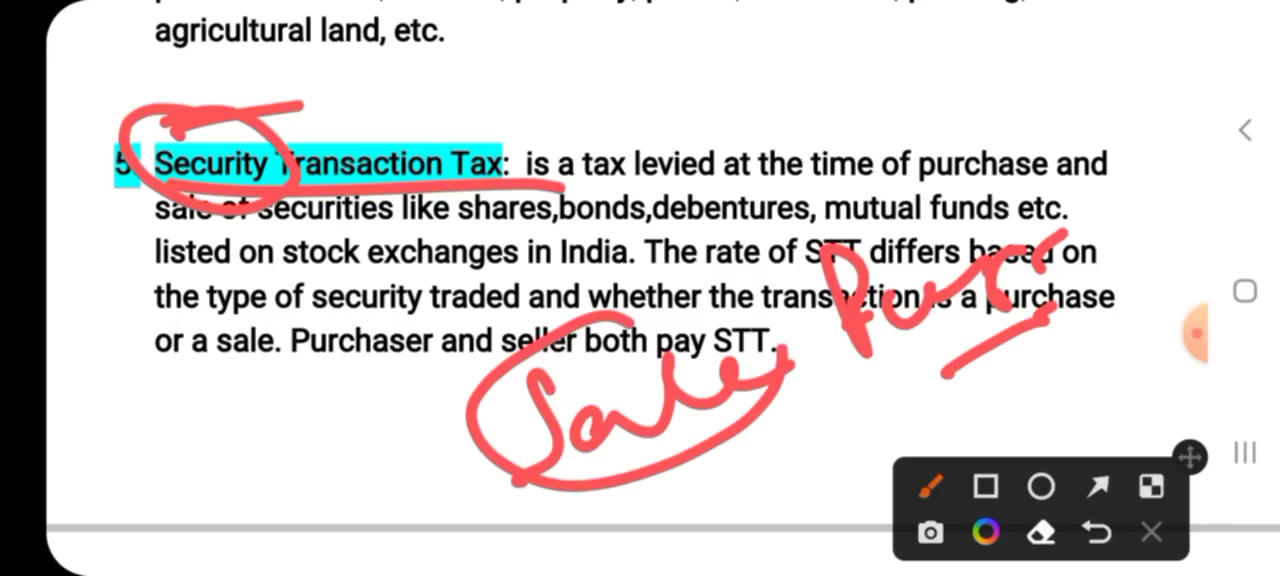 agricultural land, etc.
5 Security Transaction Tax: is a tax levied at the time of purchase and
sale of securities like shares,bonds,debentures, mutual funds etc.
listed on stock exchanges in India. The rate of STT differs based on
the type of security traded and whether the transaction is a purchase
or a sale. Purchaser and seller both pay STT.
Pur
Sales